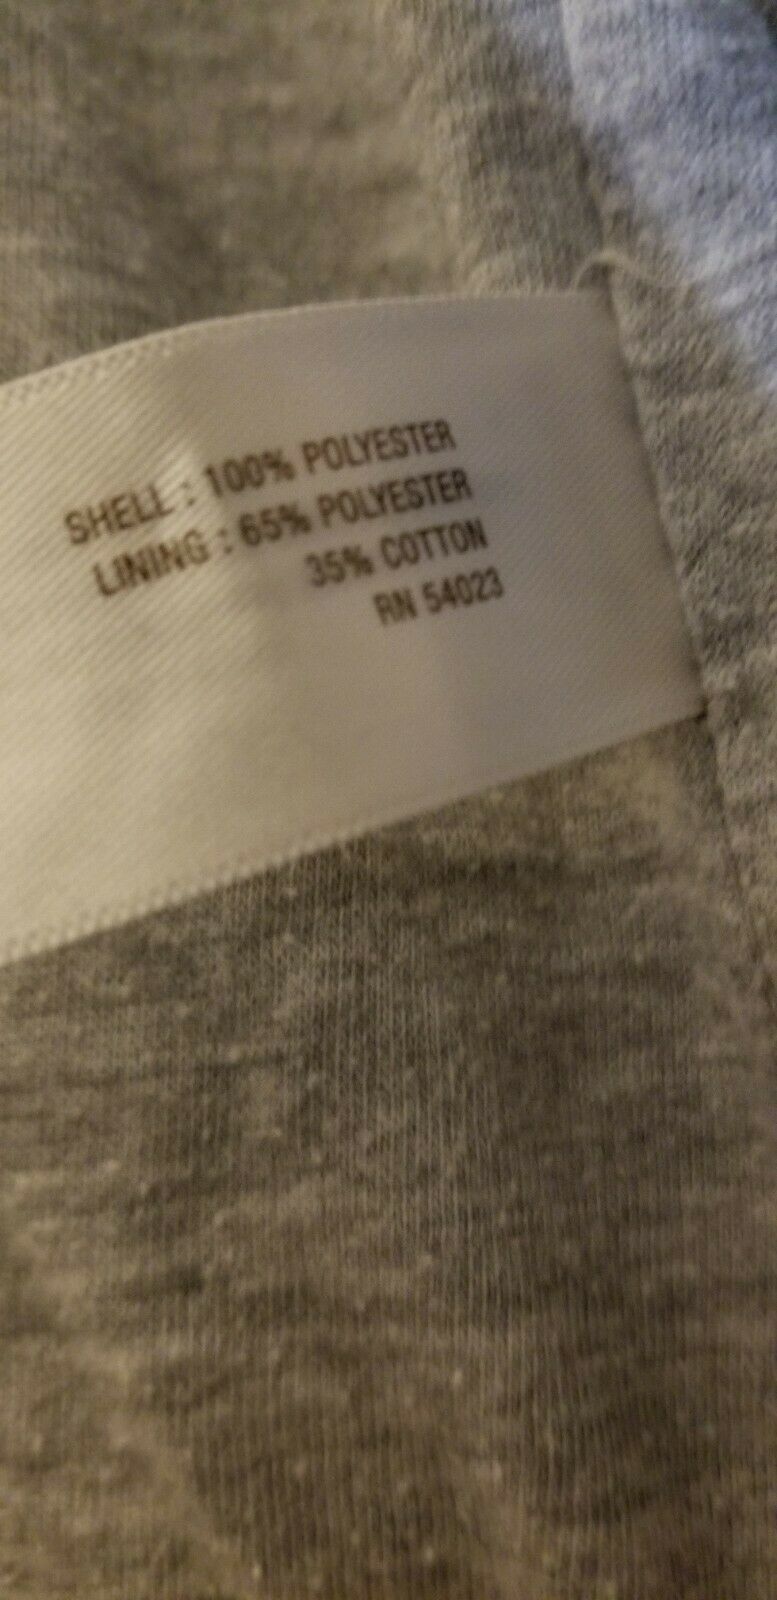 SHELL : 100% POLYESTER
LINING : 65% POLYESTER
35% COTTON
RN 54023